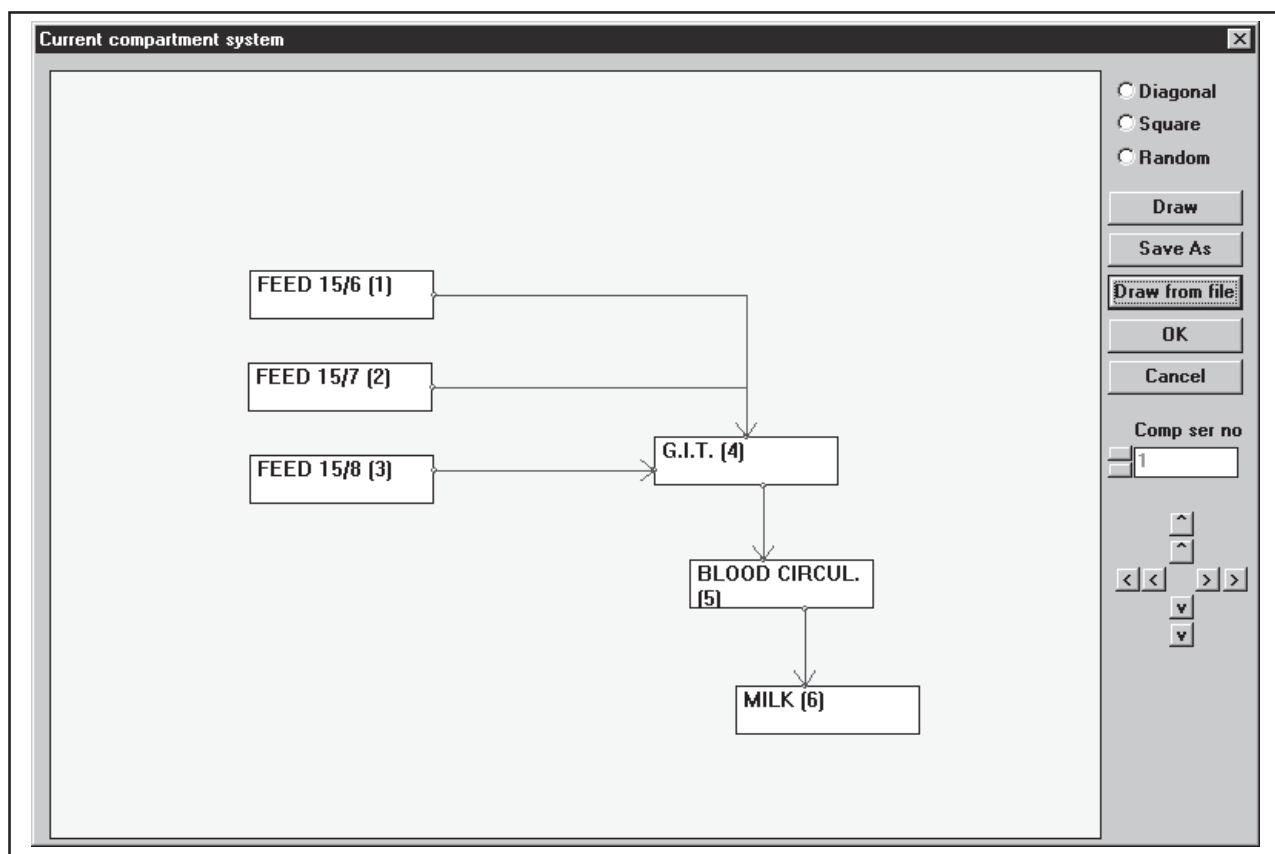 Current compartment system
Diagonal
Square
Random
Draw
Save As
Draw from file
OK
Cancel
Comp ser no
1
^
^
< < > >
v
v
FEED 15/6 (1)
FEED 15/7 (2)
FEED 15/8 (3)
G.I.T. (4)
BLOOD CIRCUL.
(5)
MILK (6)